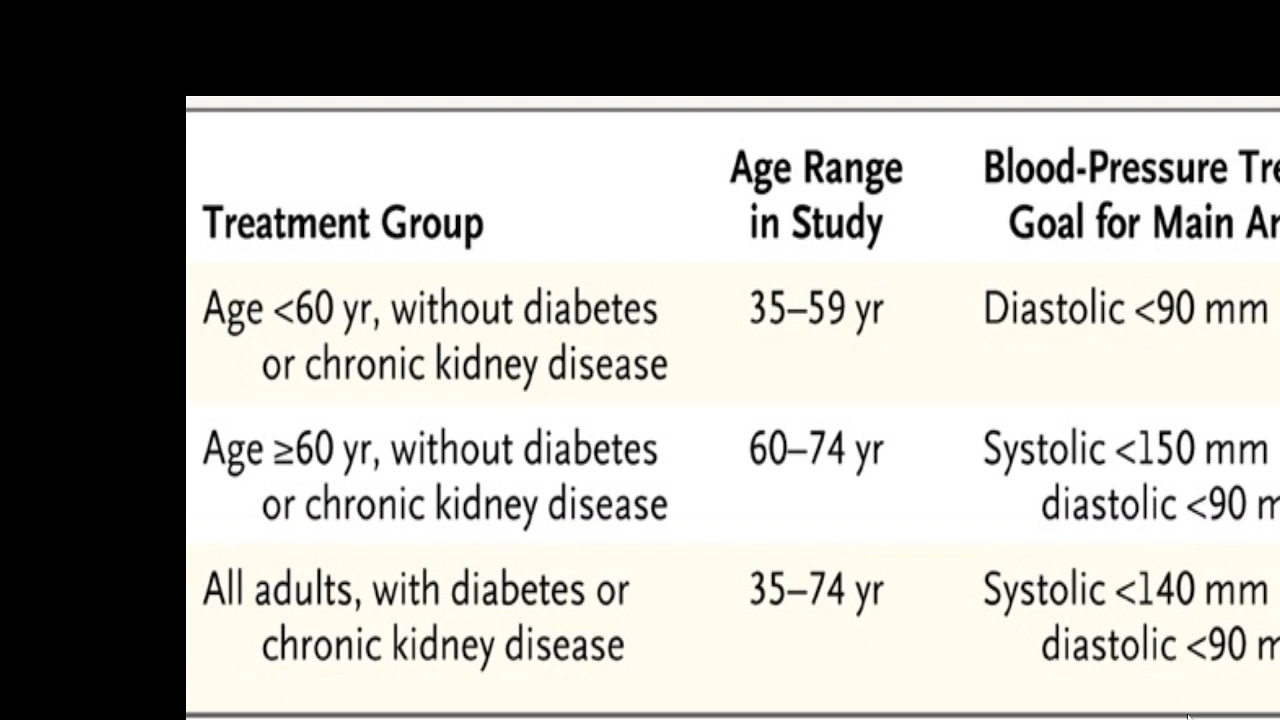 Age Range Blood-Pressure
Treatment Group in Study Goal for Main
Age <60 yr, without diabetes 35–59 yr Diastolic <90 mm
or chronic kidney disease
Age ≥60 yr, without diabetes 60–74 yr Systolic <150 mm
or chronic kidney disease diastolic <90
All adults, with diabetes or 35–74 yr Systolic <140 mm
chronic kidney disease diastolic <90